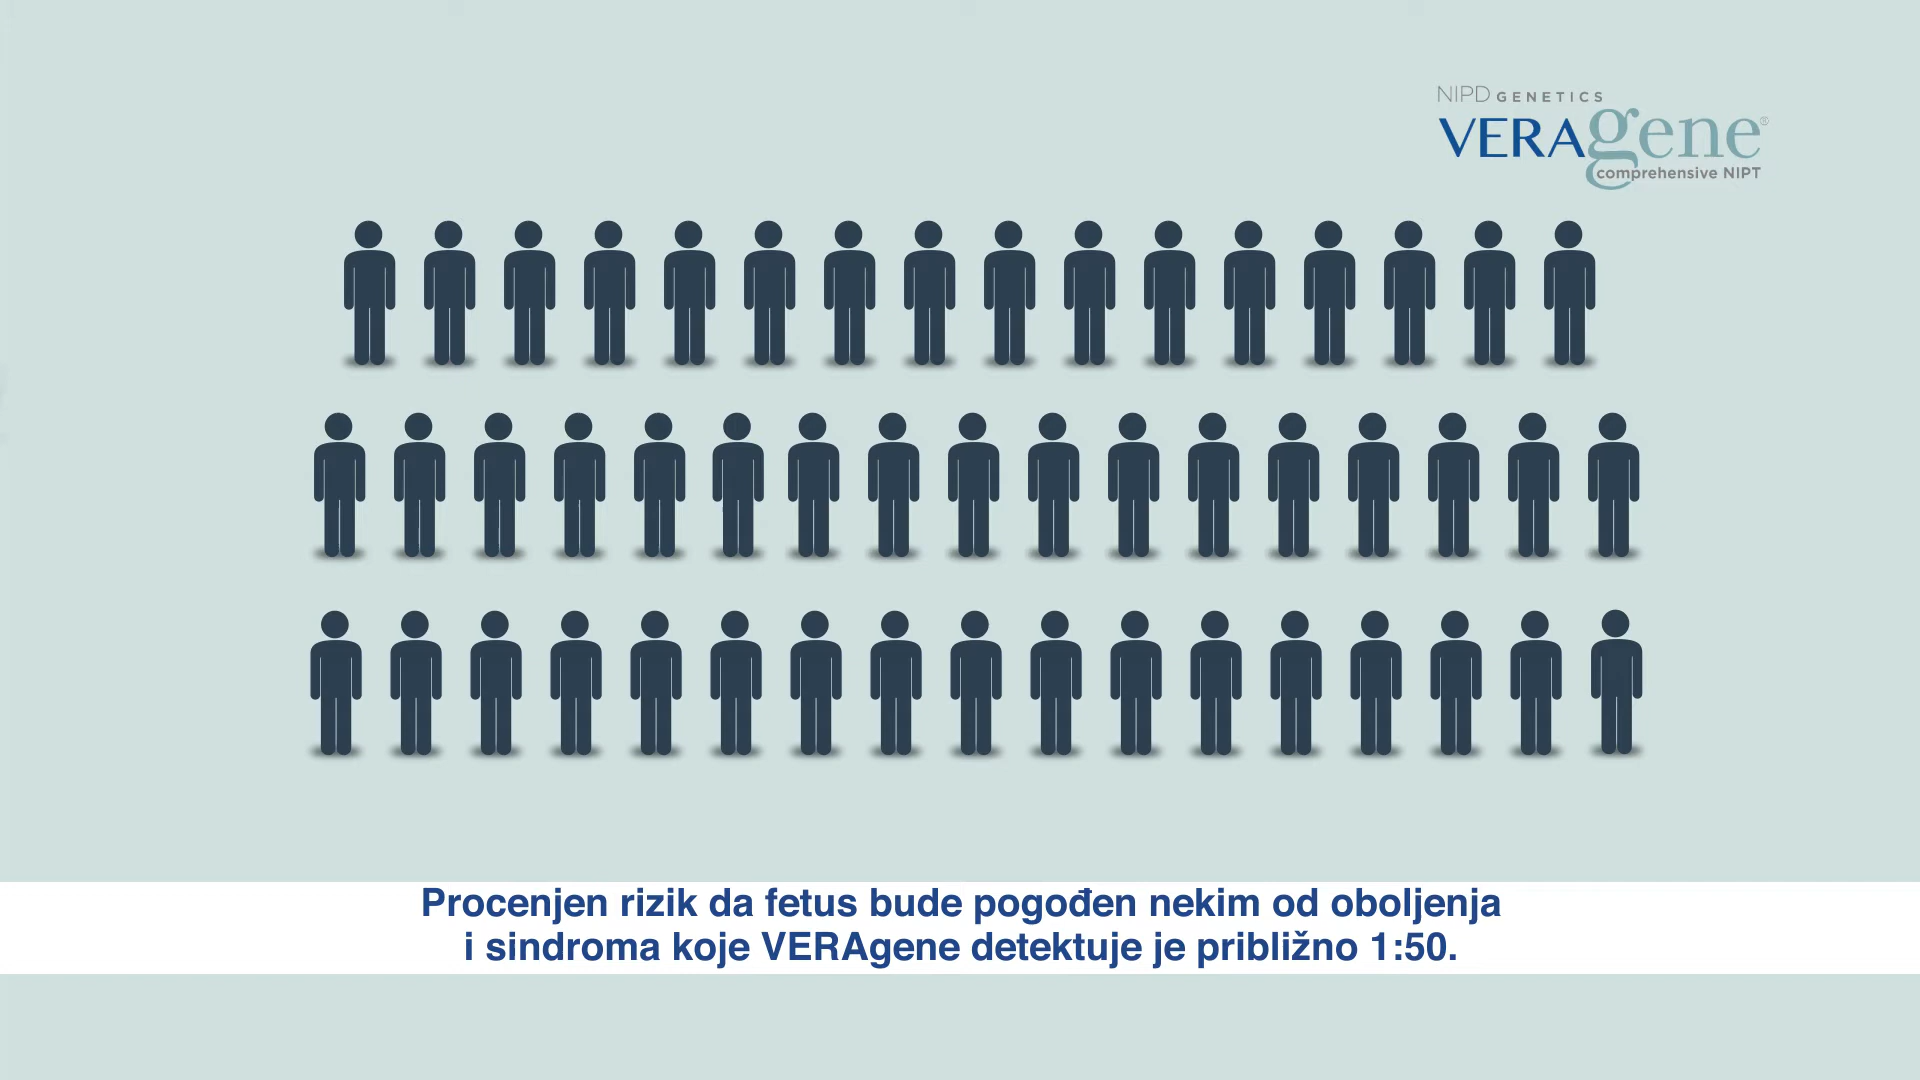 NIPD GENETICS
VERAgene®
comprehensive NIPT
Procenjen rizik da fetus bude pogođen nekim od oboljenja
i sindroma koje VERAgene detektuje je približno 1:50.